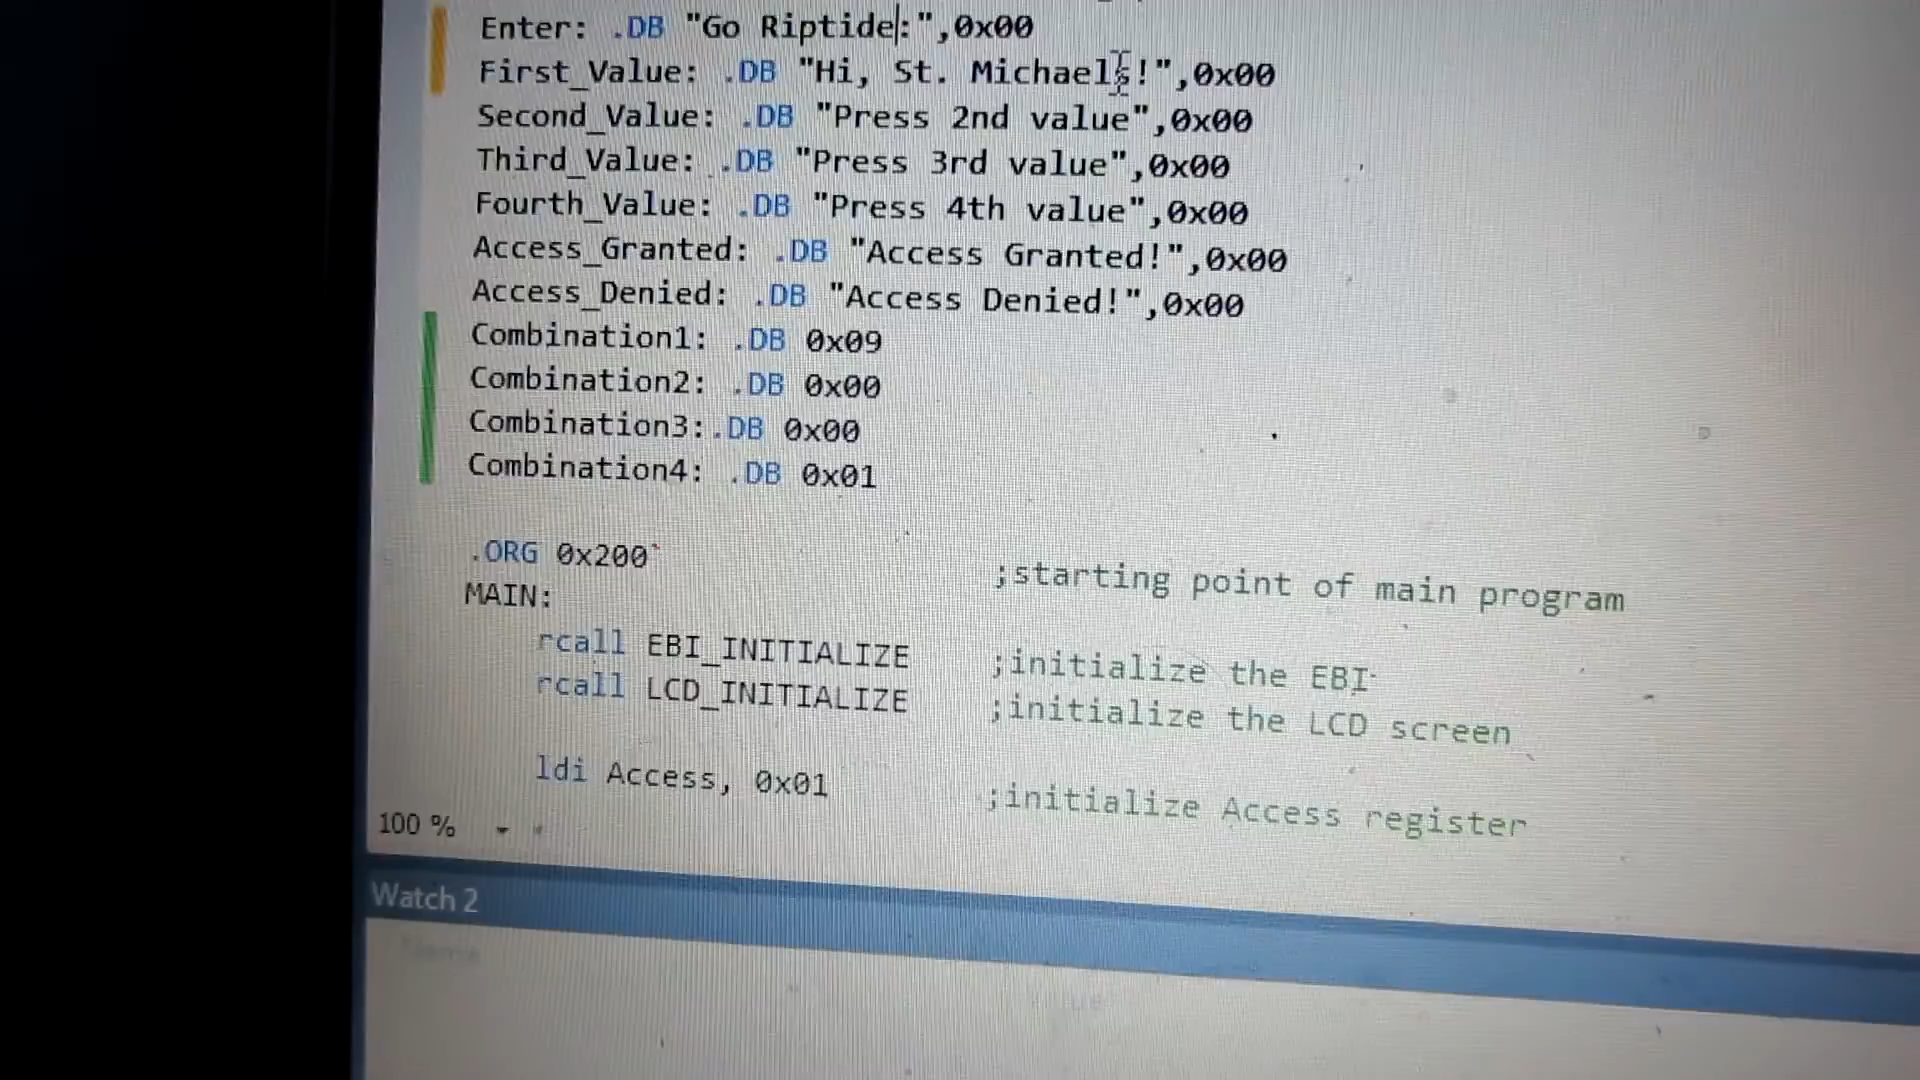 Enter: .DB "Go Riptide:",0x00
First_Value: .DB "Hi, St. Michaels!",0x00
Second_Value: .DB "Press 2nd value",0x00
Third_Value: .DB "Press 3rd value",0x00
Fourth_Value: .DB "Press 4th value",0x00
Access_Granted: .DB "Access Granted!",0x00
Access_Denied: .DB "Access Denied!",0x00
Combination1: .DB 0x09
Combination2: .DB 0x00
Combination3:.DB 0x00
Combination4: .DB 0x01
.ORG 0x200` ;starting point of main program
MAIN:
rcall EBI_INITIALIZE ;initialize the EBI
rcall LCD_INITIALIZE ;initialize the LCD screen
ldi Access, 0x01 ;initialize Access register
100 %
Watch 2
Name